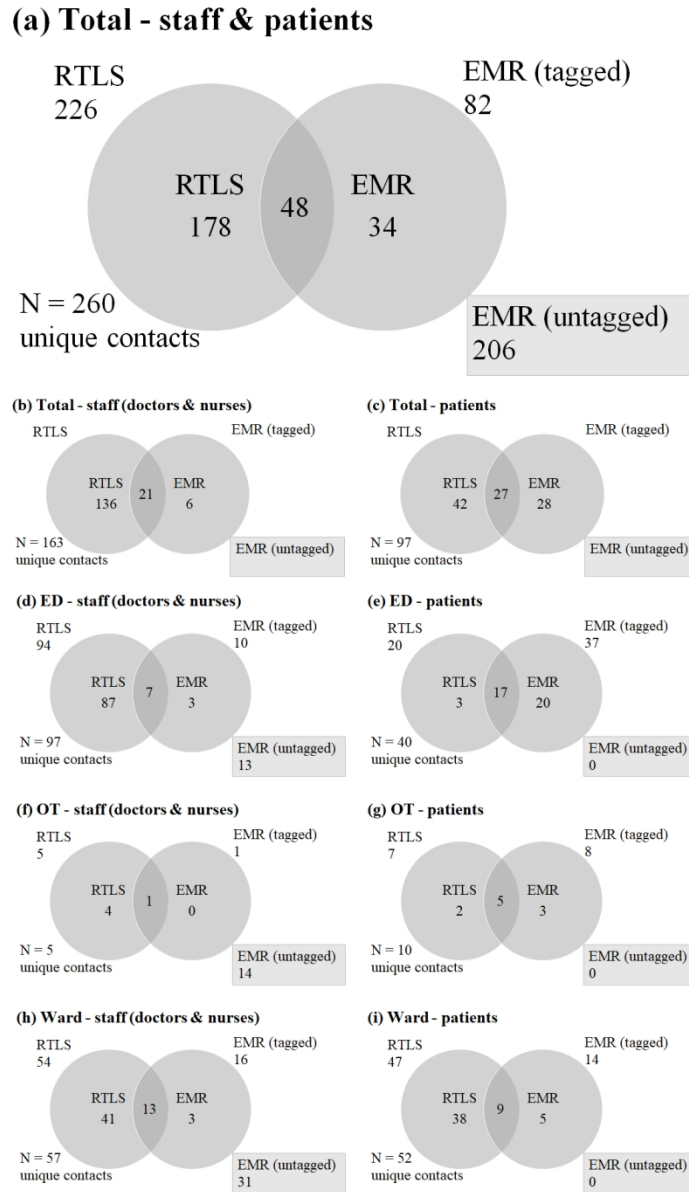 (a) Total - staff & patients
RTLS
226
EMR (tagged)
82
RTLS
178
48
EMR
34
N = 260
unique contacts
EMR (untagged)
206
(b) Total - staff (doctors & nurses)
RTLS
EMR (tagged)
RTLS
136
21
EMR
6
N = 163
unique contacts
EMR (untagged)
(c) Total - patients
RTLS
EMR (tagged)
RTLS
42
27
EMR
28
N = 97
unique contacts
EMR (untagged)
(d) ED - staff (doctors & nurses)
RTLS
94
EMR (tagged)
10
RTLS
87
7
EMR
3
N = 97
unique contacts
EMR (untagged)
13
(e) ED - patients
RTLS
20
EMR (tagged)
37
RTLS
3
17
EMR
20
N = 40
unique contacts
EMR (untagged)
0
(f) OT - staff (doctors & nurses)
RTLS
5
EMR (tagged)
1
RTLS
4
1
EMR
0
N = 5
unique contacts
EMR (untagged)
14
(g) OT - patients
RTLS
7
EMR (tagged)
8
RTLS
2
5
EMR
3
N = 10
unique contacts
EMR (untagged)
0
(h) Ward - staff (doctors & nurses)
RTLS
54
EMR (tagged)
16
RTLS
41
13
EMR
3
N = 57
unique contacts
EMR (untagged)
31
(i) Ward - patients
RTLS
47
EMR (tagged)
14
RTLS
38
9
EMR
5
N = 52
unique contacts
EMR (untagged)
0